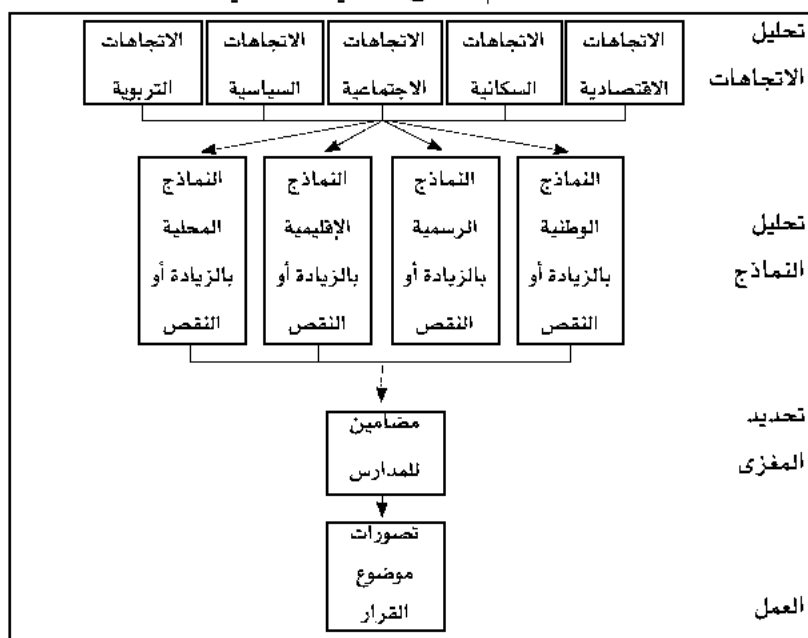 تحليل
الاتجاهات
الاتجاهات
الاقتصادية
الاتجاهات
السكانية
الاتجاهات
الاجتماعية
الاتجاهات
السياسية
الاتجاهات
التربوية
تحليل
النماذج
النماذج
الوطنية
بالزيادة أو
النقص
النماذج
الرسمية
بالزيادة أو
النقص
النماذج
الإقليمية
بالزيادة أو
النقص
النماذج
المحلية
بالزيادة أو
النقص
تحديد
المغزى
مضامين
للمدارس
العمل
تصورات
موضوع
القرار